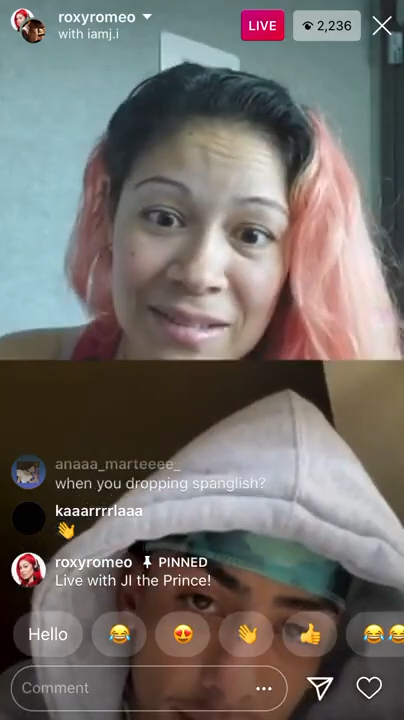 roxyromeo
with iamj.i
LIVE
2,236
anaaa_marteeee_
when you dropping spanglish?
kaaarrrrlaaa
👋
roxyromeo PINNED
Live with JI the Prince!
Hello 😂 😍 👋 👍 😂😂
Comment